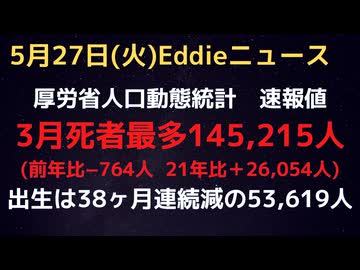 5月27日(火)Eddieニュース
厚労省人口動態統計　速報値
3月死者最多145,215人
(前年比−764人 21年比＋26,054人)
出生は38ヶ月連続減の53,619人